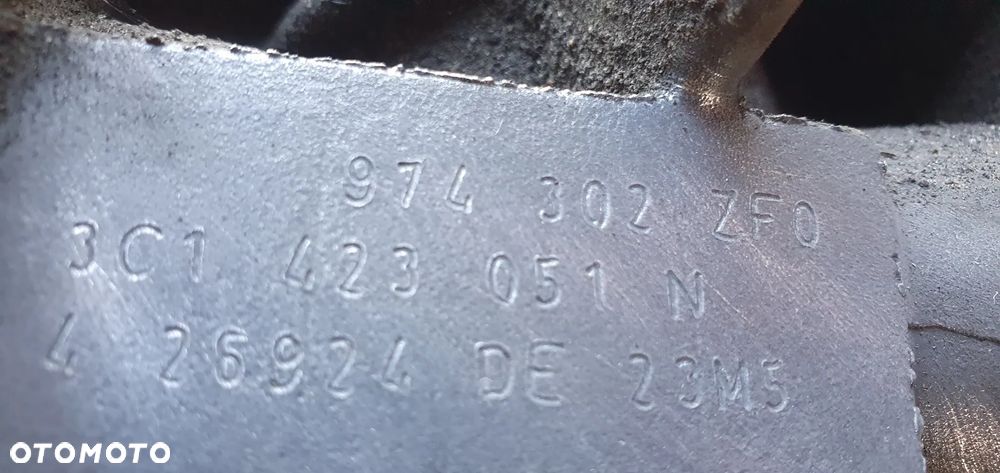 974 302 ZF0
3C1 423 051 N
4 26924 DE 23M5
OTOMOTO